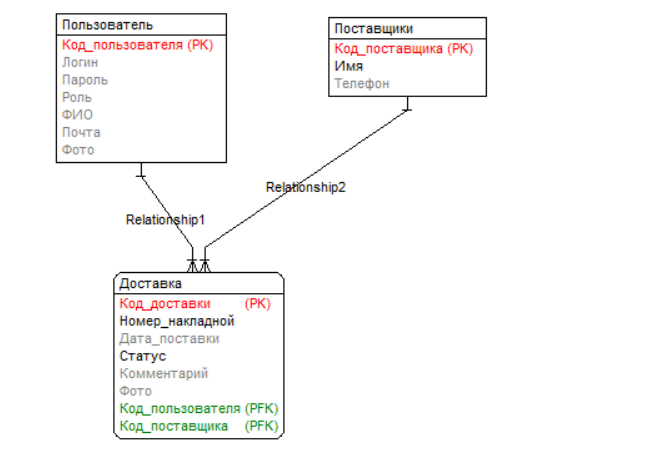 Пользователь
Код_пользователя (PK)
Логин
Пароль
Роль
ФИО
Почта
Фото
Поставщики
Код_поставщика (PK)
Имя
Телефон
Relationship2
Relationship1
Доставка
Код_доставки (PK)
Номер_накладной
Дата_поставки
Статус
Комментарий
Фото
Код_пользователя (PFK)
Код_поставщика (PFK)